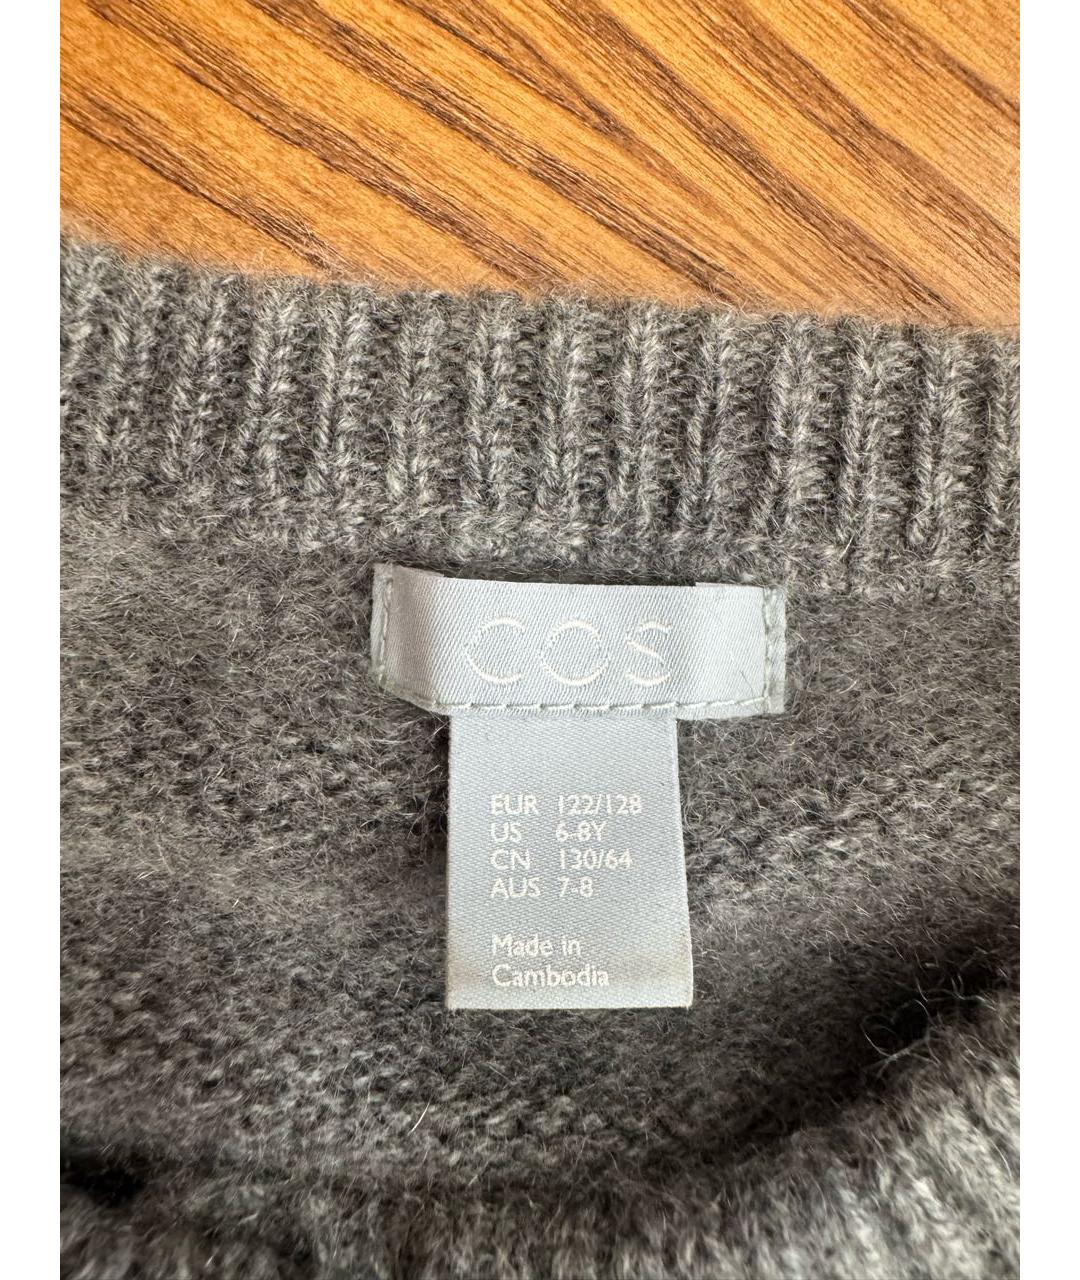 COS
EUR 122/128
US 6-8Y
CN 130/64
AUS 7-8
Made in
Cambodia